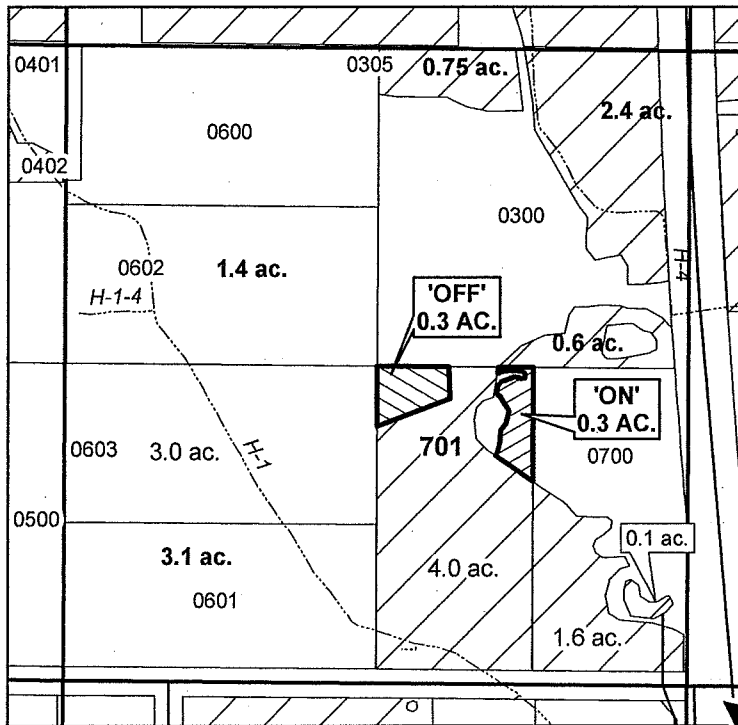 0401
0305
0.75 ac.
2.4 ac.
0600
0402
0300
0602
1.4 ac.
H-4
H-1-4
'OFF'
0.3 AC.
0.6 ac.
'ON'
0.3 AC.
701
0603
3.0 ac.
H-1
0700
0500
0.1 ac.
3.1 ac.
4.0 ac.
0601
1.6 ac.